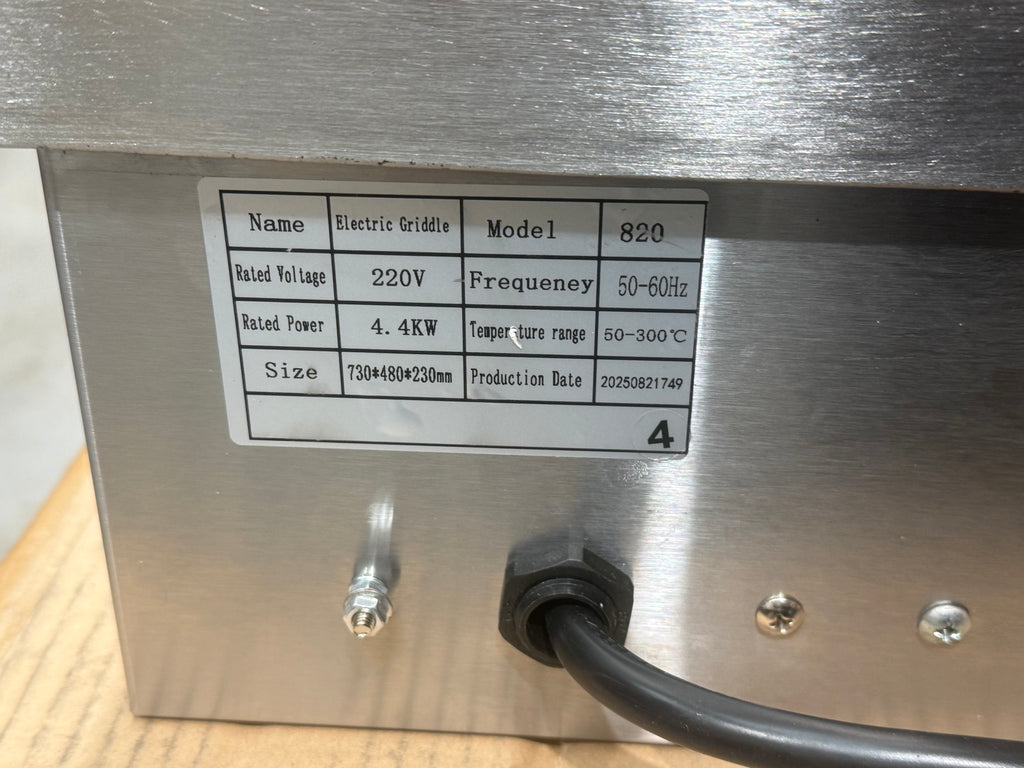 Name Electric Griddle Model 820
Rated Voltage 220V Frequeney 50-60Hz
Rated Power 4.4KW Temperature range 50-300℃
Size 730*480*230mm Production Date 20250821749
4